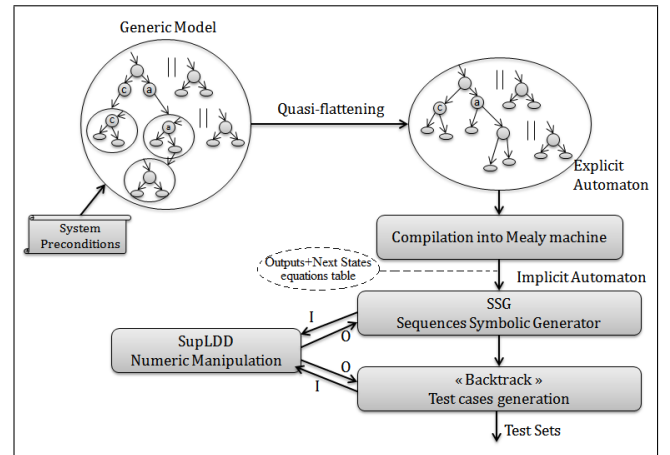 Generic Model
||
c
a
c
a
||
||
Quasi-flattening
||
c
a
||
Explicit
Automaton
System
Preconditions
Compilation into Mealy machine
Outputs+Next States
equations table
Implicit Automaton
SSG
Sequences Symbolic Generator
I
O
SupLDD
Numeric Manipulation
O
I
« Backtrack »
Test cases generation
Test Sets